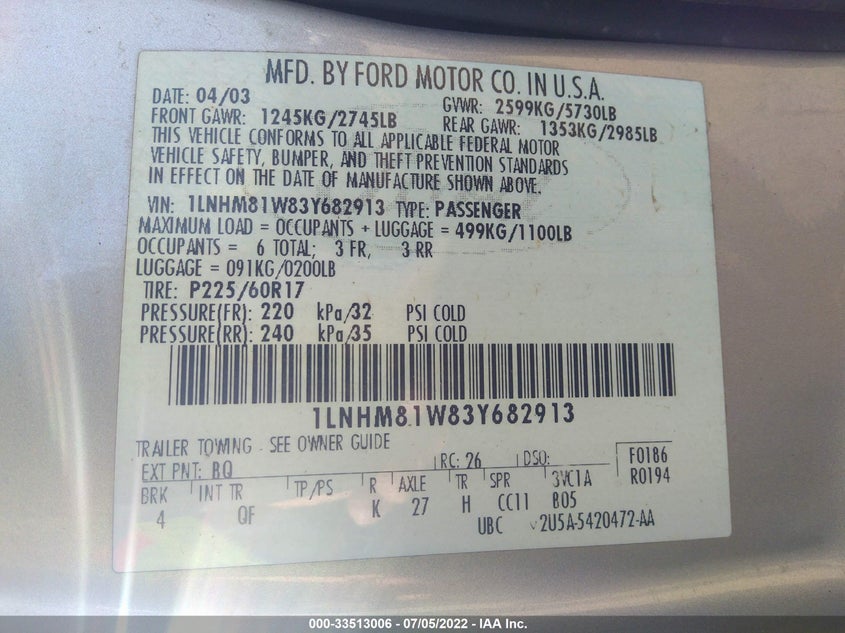 MFD. BY FORD MOTOR CO. IN U.S.A.
DATE: 04/03 GVWR: 2599KG/5730LB
FRONT GAWR: 1245KG/2745LB REAR GAWR: 1353KG/2985LB
THIS VEHICLE CONFORMS TO ALL APPLICABLE FEDERAL MOTOR
VEHICLE SAFETY, BUMPER, AND THEFT PREVENTION STANDARDS
IN EFFECT ON THE DATE OF MANUFACTURE SHOWN ABOVE.
VIN: 1LNHM81W83Y682913 TYPE: PASSENGER
MAXIMUM LOAD = OCCUPANTS + LUGGAGE = 499KG/1100LB
OCCUPANTS = 6 TOTAL; 3 FR, 3 RR
LUGGAGE = 091KG/0200LB
TIRE: P225/60R17
PRESSURE(FR): 220 kPa/32 PSI COLD
PRESSURE(RR): 240 kPa/35 PSI COLD
1LNHM81W83Y682913
TRAILER TOWING - SEE OWNER GUIDE
EXT PNT: BQ RC: 26 DSO: F0186
BRK INT TR TP/PS R AXLE TR SPR 3VC1A R0194
4 QF K 27 H CC11 B05
UBC 2U5A-5420472-AA
000-33513006 - 07/05/2022 - IAA Inc.